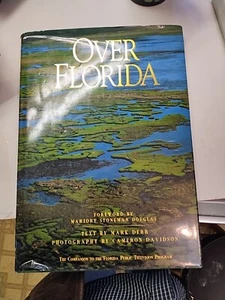 OVER
FLORIDA
FOREWORD BY
MARJORY STONEMAN DOUGLAS
TEXT BY MARK DERR
PHOTOGRAPHY BY CAMERON DAVIDSON
THE COMPANION TO THE FLORIDA PUBLIC TELEVISION PROGRAM